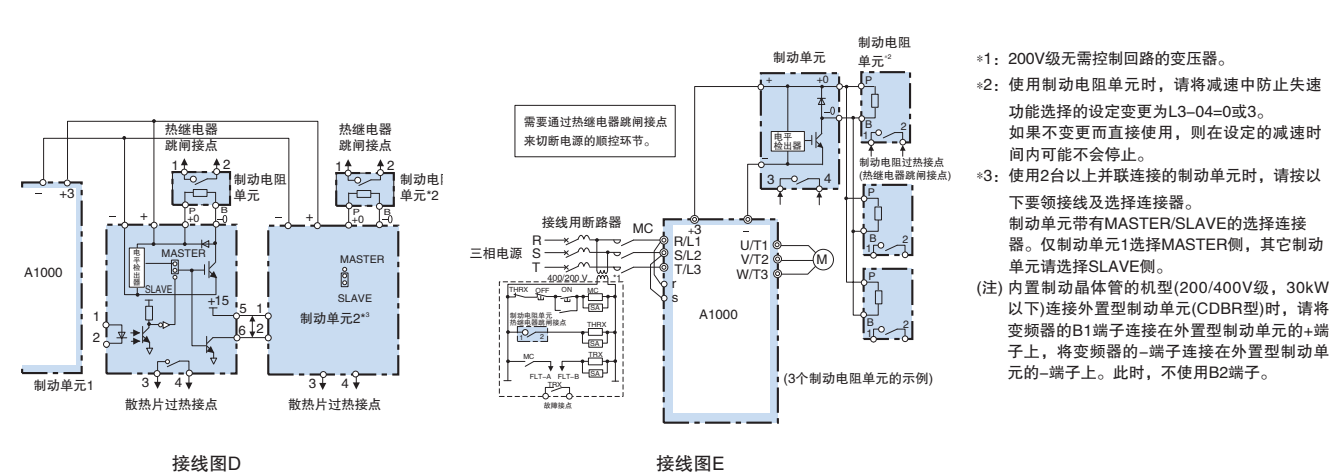 热继电器
跳闸接点
1 2
制动电阻
单元
P B
+0 −0
热继电器
跳闸接点
1 2
制动电
单元*2
P B
+0 −0
− +3
A1000
− +
电平检出器
MASTER
SLAVE
+15
1
2
5 1
6 2
3 4
制动单元1
散热片过热接点
− +
MASTER
SLAVE
制动单元2*3
3 4
散热片过热接点
接线图D
需要通过热继电器跳闸接点
来切断电源的顺控环节。
制动单元
+ +0
−0
电平
检出器
−
3 4
制动电阻
单元*2
P
B
1 2
制动电阻过热接点
(热继电器跳闸接点)
P
B
1 2
P
B
1 2
接线用断路器 MC
三相电源
R
S
T
400/200 V *1
+3 −
R/L1
S/L2
T/L3
r
s
U/T1
V/T2
W/T3
M
A1000
THRX OFF ON MC
SA
制动电阻单元
热继电器跳闸接点
1 2
THRX
SA
MC
TRX
SA
FLT−A FLT−B
TRX
故障接点
(3个制动电阻单元的示例)
接线图E
*1：200V级无需控制回路的变压器。
*2：使用制动电阻单元时，请将减速中防止失速
功能选择的设定变更为L3−04=0或3。
如果不变更而直接使用，则在设定的减速时
间内可能不会停止。
*3：使用2台以上并联连接的制动单元时，请按以
下要领接线及选择连接器。
制动单元带有MASTER/SLAVE的选择连接
器。仅制动单元1选择MASTER侧，其它制动
单元请选择SLAVE侧。
(注) 内置制动晶体管的机型(200/400V级，30kW
以下)连接外置型制动单元(CDBR型)时，请将
变频器的B1端子连接在外置型制动单元的+端
子上，将变频器的−端子连接在外置型制动单
元的−端子上。此时，不使用B2端子。